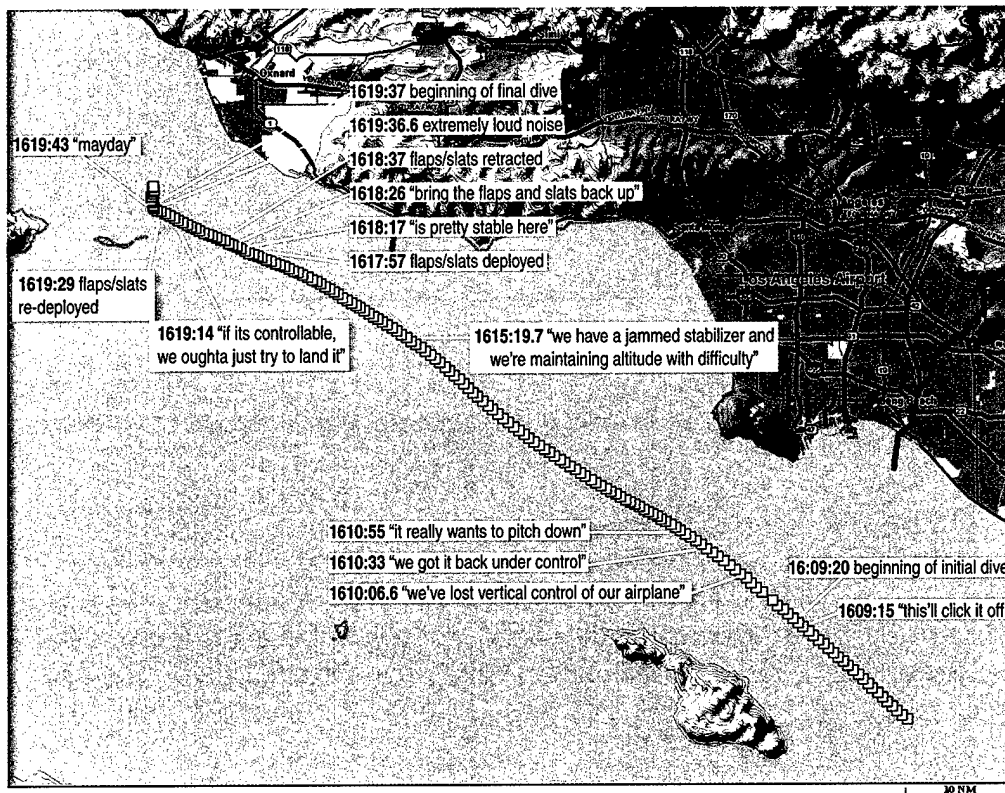 118
118
Oxnard
1619:37 beginning of final dive
1
1619:36.6 extremely loud noise
170
1619:43 “mayday”
1618:37 flaps/slats retracted
1618:26 “bring the flaps and slats back up”
1618:17 “is pretty stable here”
1617:57 flaps/slats deployed
Los Angeles Airport
1619:29 flaps/slats
re-deployed
1619:14 “if its controllable,
we oughta just try to land it”
1615:19.7 “we have a jammed stabilizer and
we're maintaining altitude with difficulty”
1610:55 “it really wants to pitch down”
1610:33 “we got it back under control”
16:09:20 beginning of initial dive
1610:06.6 “we've lost vertical control of our airplane”
1609:15 “this'll click it off
10 NM